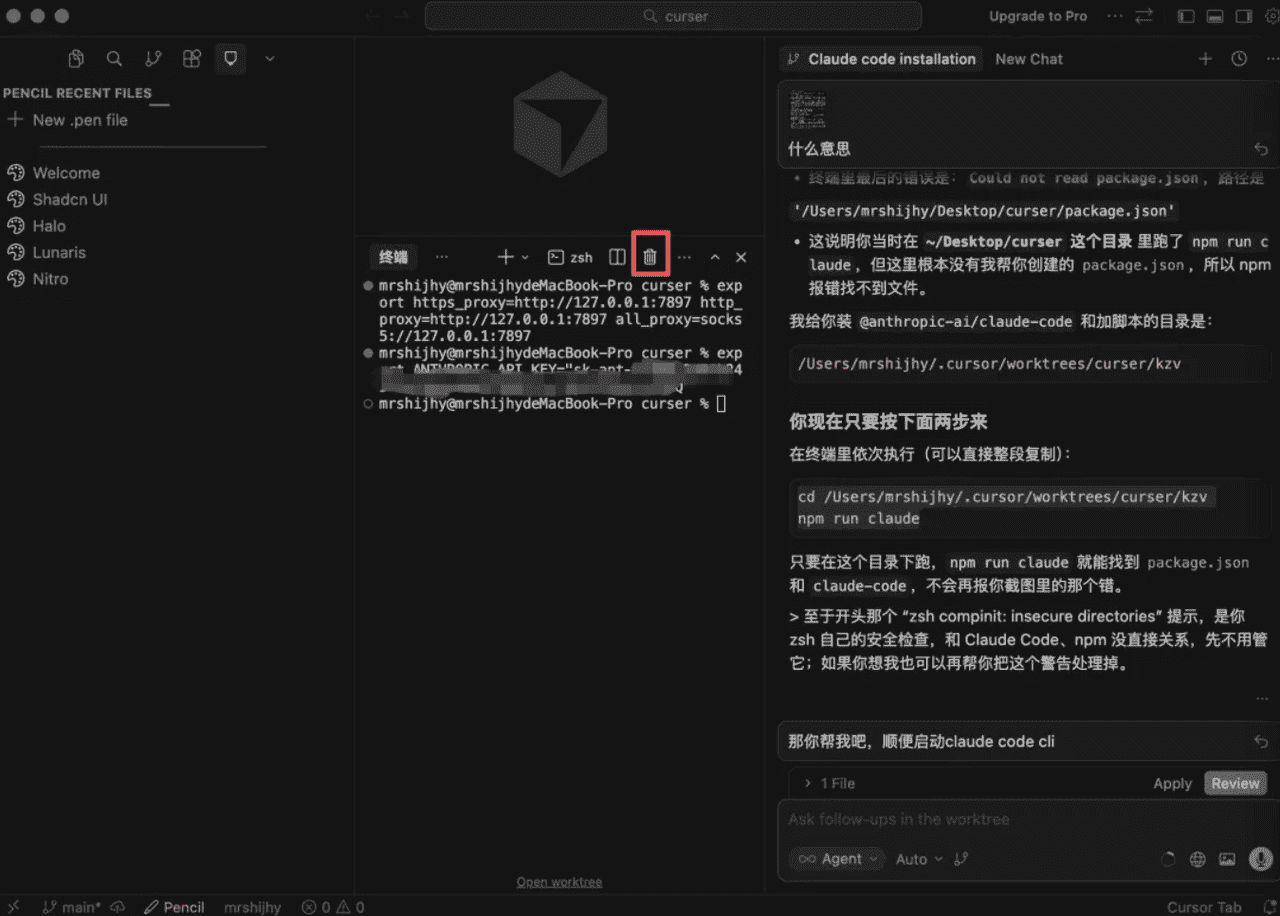 curser
Upgrade to Pro
PENCIL RECENT FILES
New .pen file
Welcome
Shadcn UI
Halo
Lunaris
Nitro
终端
zsh
mrshijhy@mrshijhydeMacBook-Pro curser % exp
ort https_proxy=http://127.0.0.1:7897 http_
proxy=http://127.0.0.1:7897 all_proxy=socks
5://127.0.0.1:7897
mrshijhy@mrshijhydeMacBook-Pro curser % exp
ort ANTHROPIC_API_KEY="sk-ant-
mrshijhy@mrshijhydeMacBook-Pro curser %
Open worktree
Claude code installation
New Chat
什么意思
• 终端里最后的错误是: Could not read package.json，路径是
'/Users/mrshijhy/Desktop/curser/package.json'
• 这说明你当时在 ~/Desktop/curser 这个目录 里跑了 npm run c
laude，但这里根本没有我帮你创建的 package.json，所以 npm
报错找不到文件。
我给你装 @anthropic-ai/claude-code 和加脚本的目录是：
/Users/mrshijhy/.cursor/worktrees/curser/kzv
你现在只要按下面两步来
在终端里依次执行（可以直接整段复制）：
cd /Users/mrshijhy/.cursor/worktrees/curser/kzv
npm run claude
只要在这个目录下跑，npm run claude 就能找到 package.json
和 claude-code，不会再报你截图里的那个错。
> 至于开头那个 “zsh compinit: insecure directories” 提示，是你
zsh 自己的安全检查，和 Claude Code、npm 没直接关系，先不用管
它；如果你想我也可以再帮你把这个警告处理掉。
那你帮我吧，顺便启动claude code cli
1 File
Apply
Review
Ask follow-ups in the worktree
Agent
Auto
main*
Pencil
mrshijhy
0
0
Cursor Tab